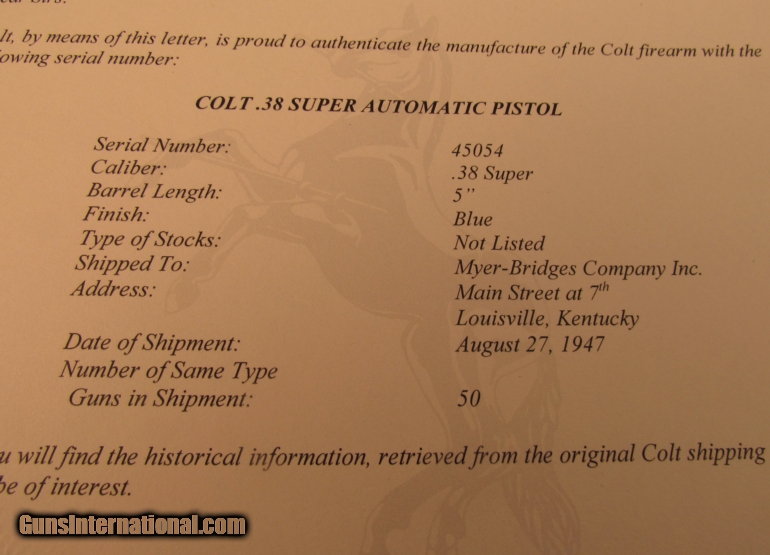 lt, by means of this letter, is proud to authenticate the manufacture of the Colt firearm with the
lowing serial number:
COLT .38 SUPER AUTOMATIC PISTOL
Serial Number: 45054
Caliber: .38 Super
Barrel Length: 5”
Finish: Blue
Type of Stocks: Not Listed
Shipped To: Myer-Bridges Company Inc.
Address: Main Street at 7th
Louisville, Kentucky
Date of Shipment: August 27, 1947
Number of Same Type
Guns in Shipment: 50
u will find the historical information, retrieved from the original Colt shipping
be of interest.
GunsInternational.com